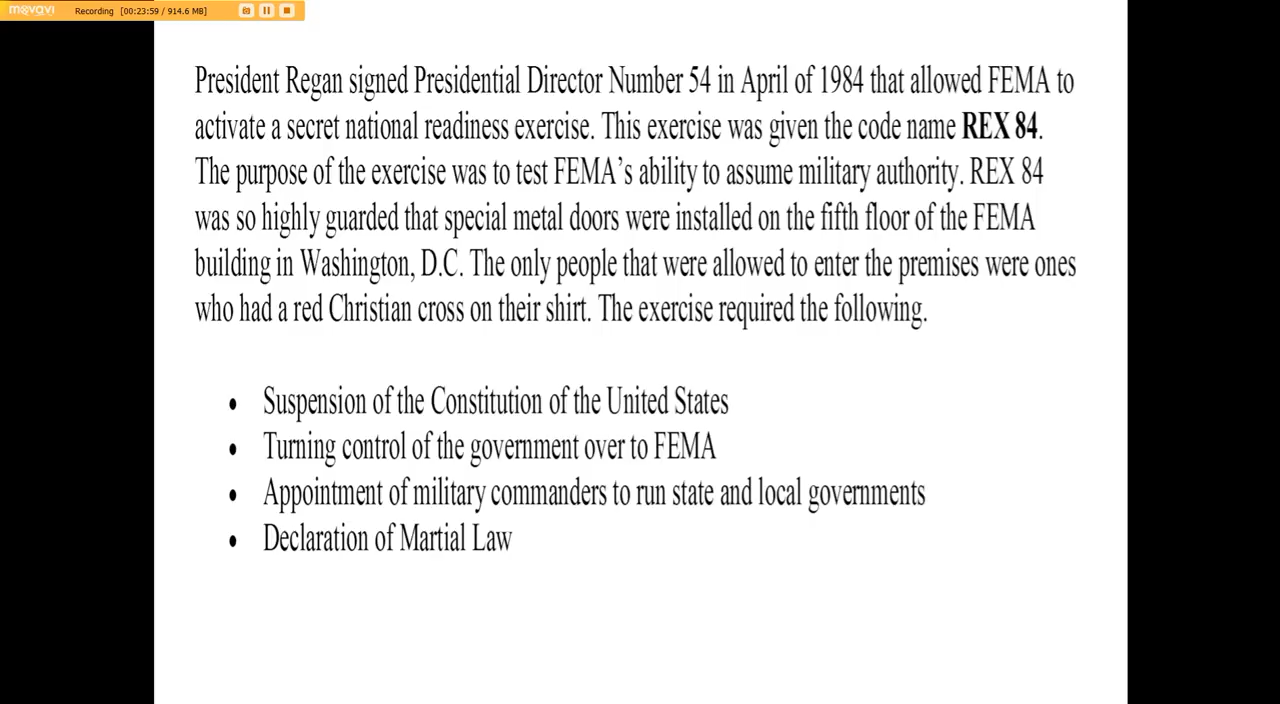 movavi Recording [00:23:59 / 914.6 MB]
President Regan signed Presidential Director Number 54 in April of 1984 that allowed FEMA to
activate a secret national readiness exercise. This exercise was given the code name REX 84.
The purpose of the exercise was to test FEMA's ability to assume military authority. REX 84
was so highly guarded that special metal doors were installed on the fifth floor of the FEMA
building in Washington, D.C. The only people that were allowed to enter the premises were ones
who had a red Christian cross on their shirt. The exercise required the following.
• Suspension of the Constitution of the United States
• Turning control of the government over to FEMA
• Appointment of military commanders to run state and local governments
• Declaration of Martial Law